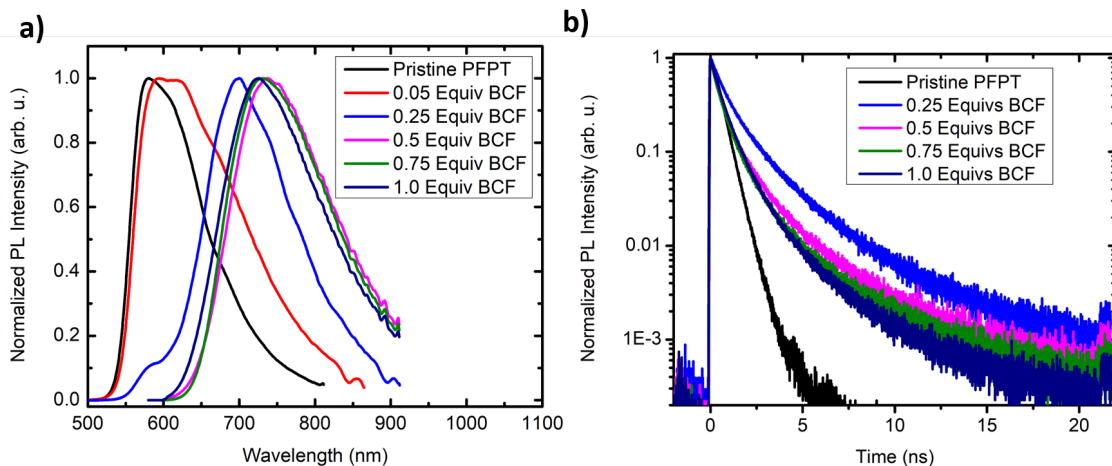 a)
Normalized PL Intensity (arb. u.)
1.0
0.8
0.6
0.4
0.2
0.0
Pristine PFPT
0.05 Equiv BCF
0.25 Equiv BCF
0.5 Equiv BCF
0.75 Equiv BCF
1.0 Equiv BCF
500 600 700 800 900 1000 1100
Wavelength (nm)
b)
Normalized PL Intensity (arb. u.)
1
0.1
0.01
1E-3
Pristine PFPT
0.25 Equivs BCF
0.5 Equivs BCF
0.75 Equivs BCF
1.0 Equivs BCF
0 5 10 15 20
Time (ns)